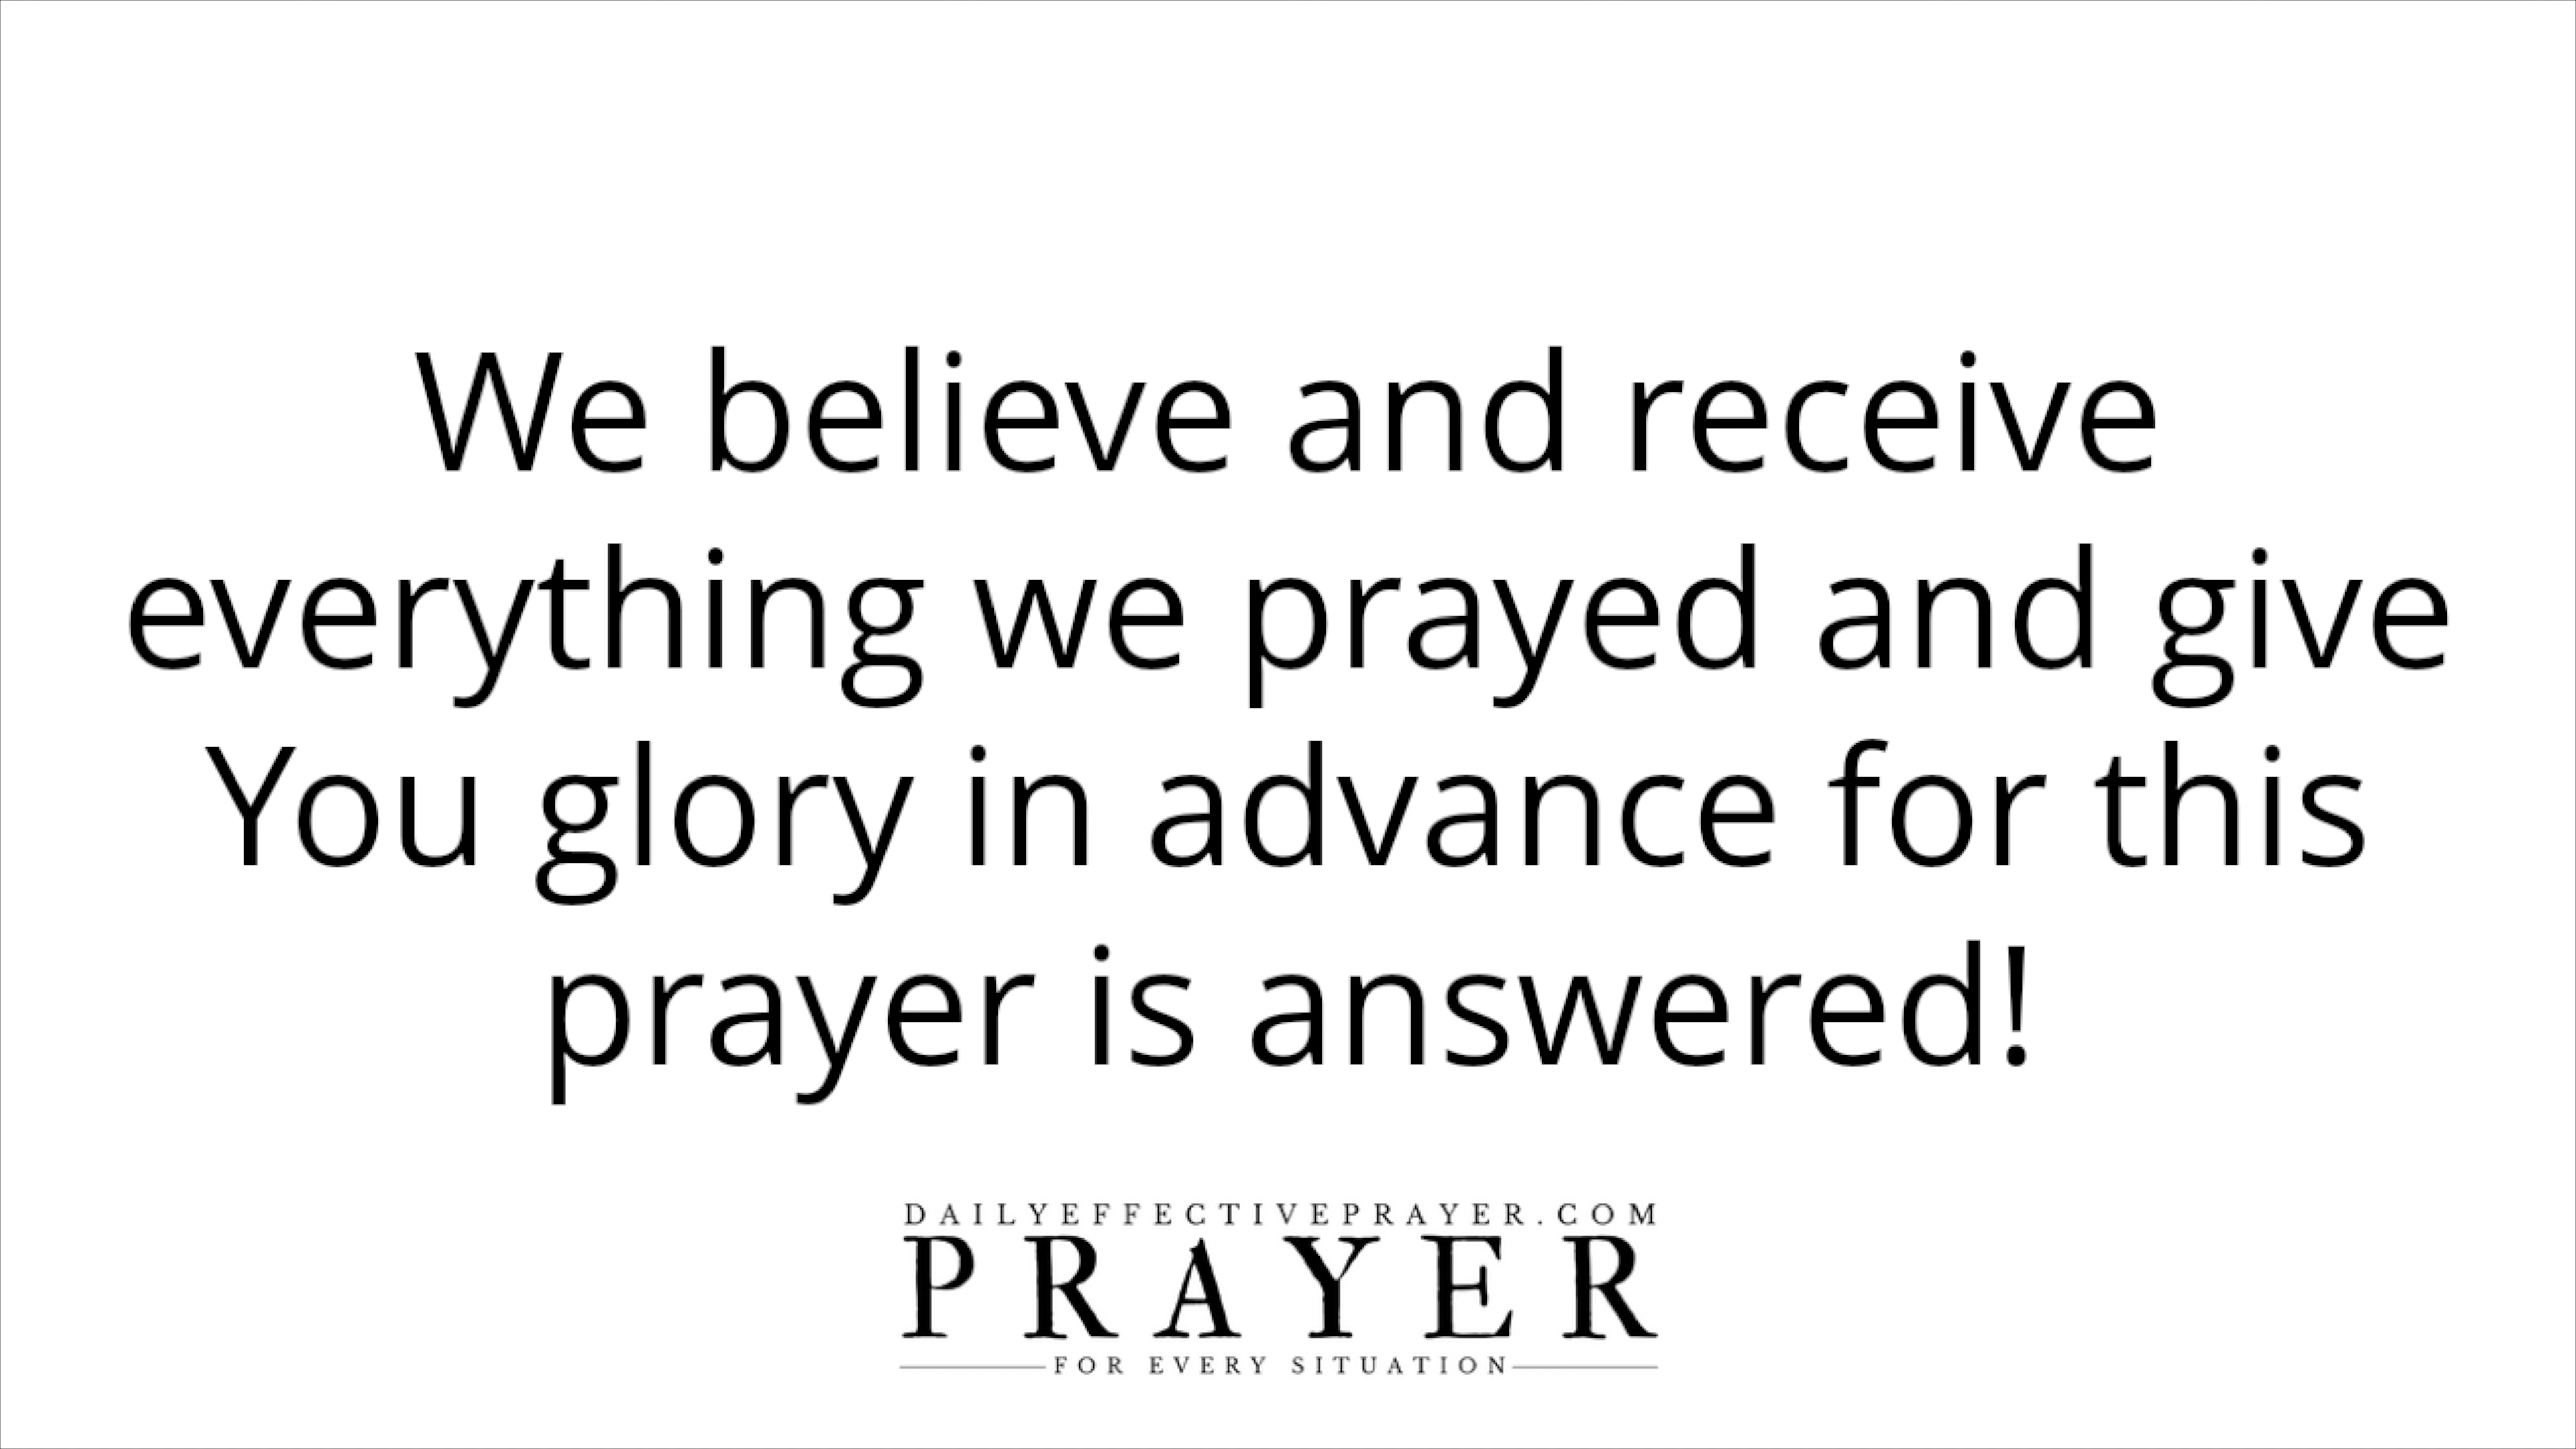 We believe and receive
everything we prayed and give
You glory in advance for this
prayer is answered!
DAILYEFFECTIVEPRAYER.COM
PRAYER
FOR EVERY SITUATION